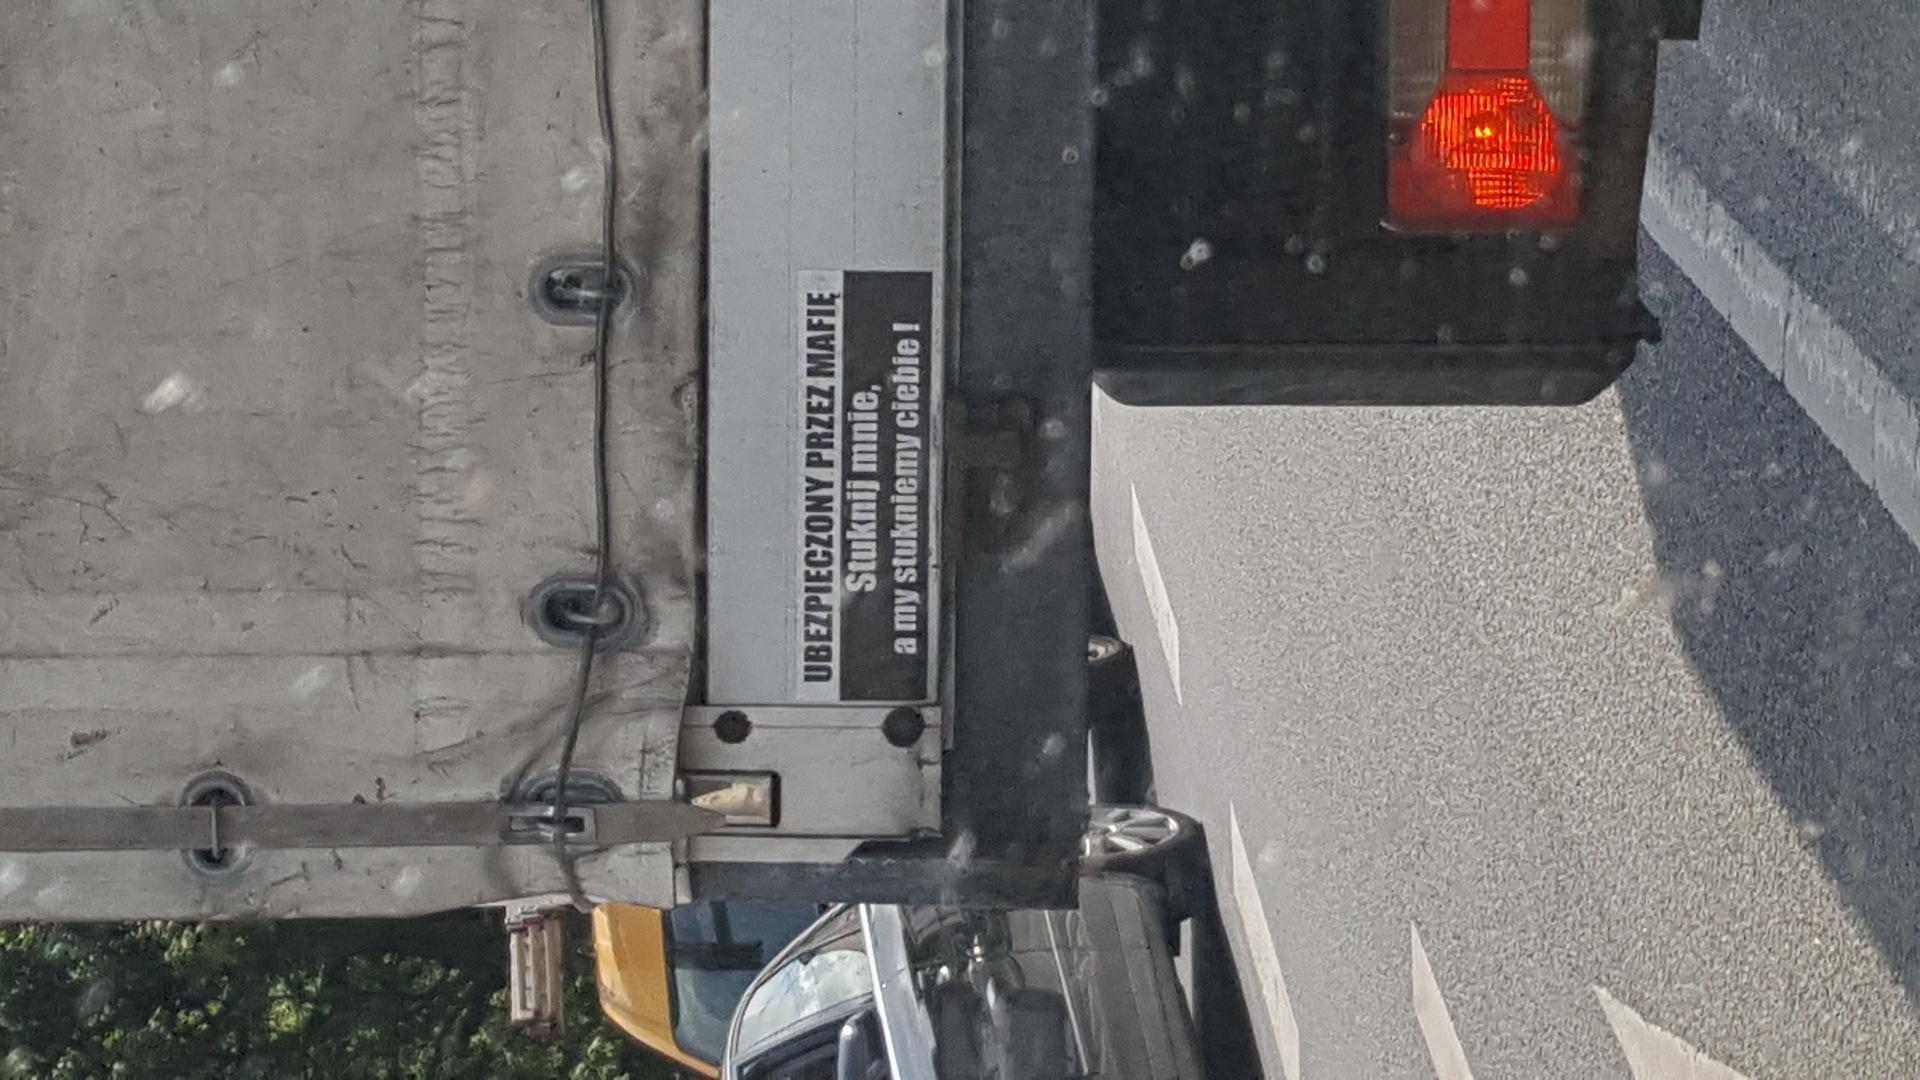 UBEZPIECZONY PRZEZ MAFIĘ
Stuknij mnie,
a my stukniemy ciebie !